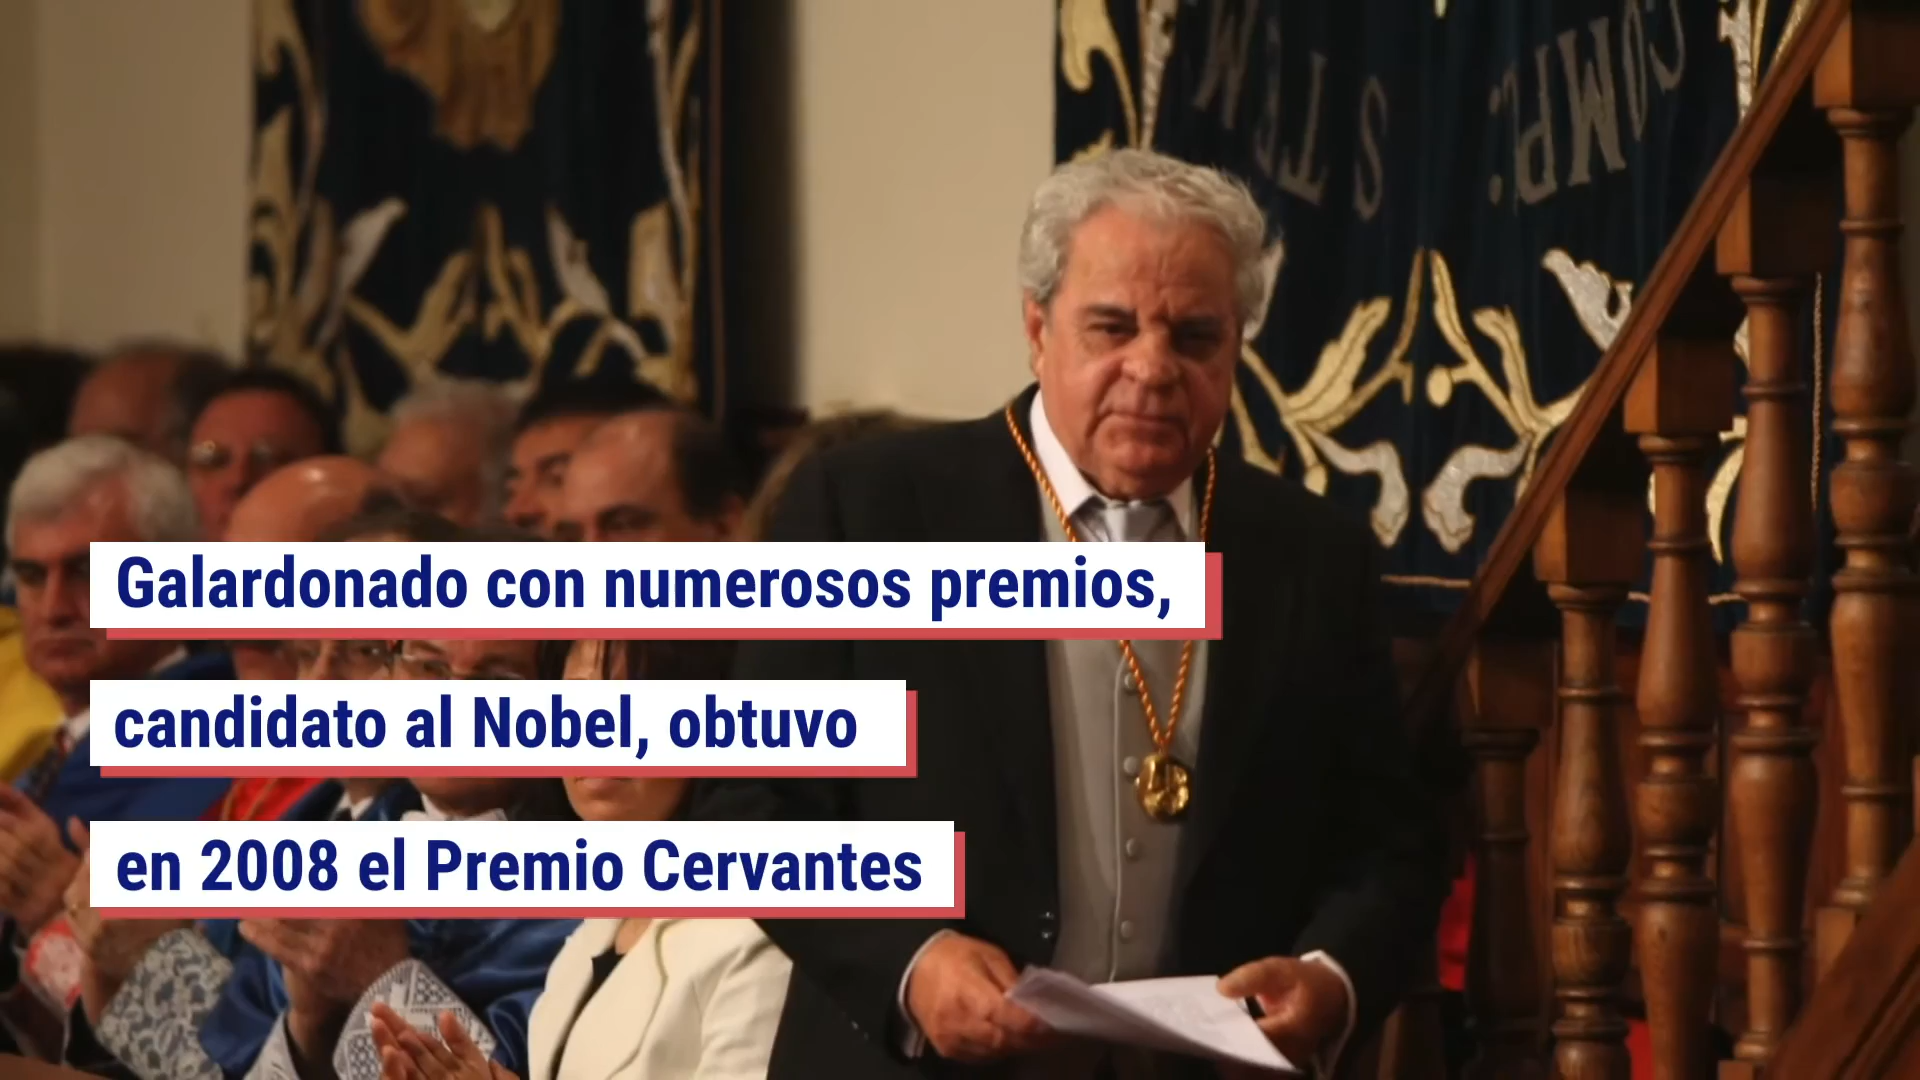 Galardonado con numerosos premios,
candidato al Nobel, obtuvo
en 2008 el Premio Cervantes